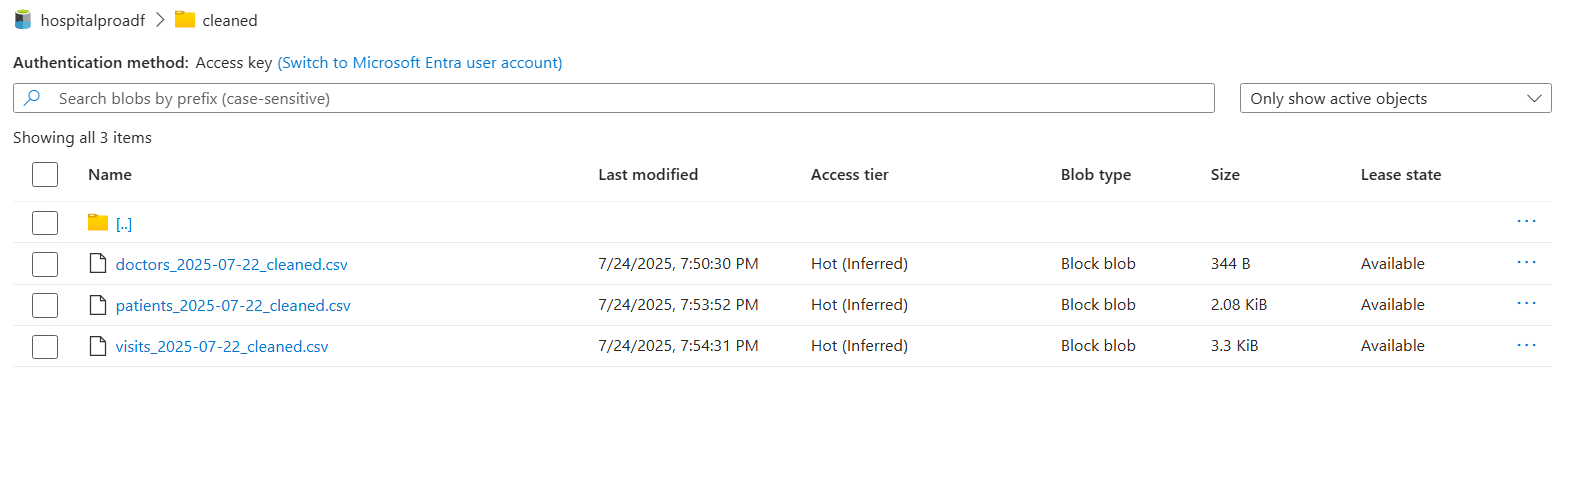 hospitalproadf > cleaned
Authentication method: Access key (Switch to Microsoft Entra user account)
Search blobs by prefix (case-sensitive) Only show active objects
Showing all 3 items
Name Last modified Access tier Blob type Size Lease state
[..] ...
doctors_2025-07-22_cleaned.csv 7/24/2025, 7:50:30 PM Hot (Inferred) Block blob 344 B Available ...
patients_2025-07-22_cleaned.csv 7/24/2025, 7:53:52 PM Hot (Inferred) Block blob 2.08 KiB Available ...
visits_2025-07-22_cleaned.csv 7/24/2025, 7:54:31 PM Hot (Inferred) Block blob 3.3 KiB Available ...